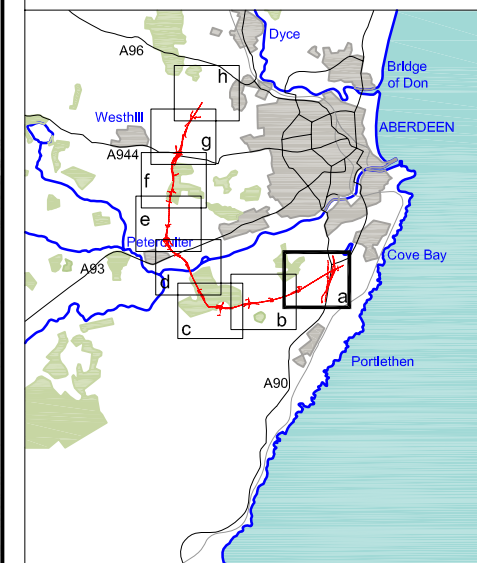 Dyce
A96
Bridge
of Don
h
Westhill
ABERDEEN
g
A944
f
e
Peterculter
Cove Bay
A93
d
a
c
b
Portlethen
A90